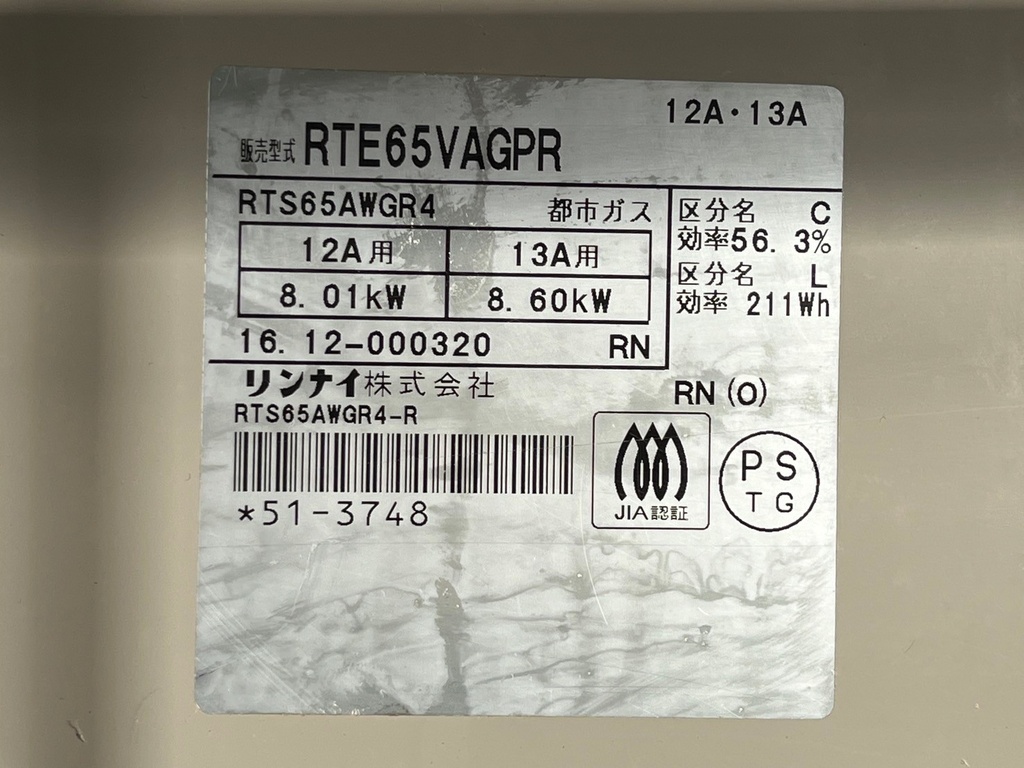 12A・13A
販売型式 RTE65VAGPR
RTS65AWGR4 都市ガス
12A用 13A用
8.01kW 8.60kW
16.12-000320 RN
区分名 C
効率56.3%
区分名 L
効率 211Wh
リンナイ株式会社
RN(O)
RTS65AWGR4-R
*51-3748
JIA認証
PS
TG